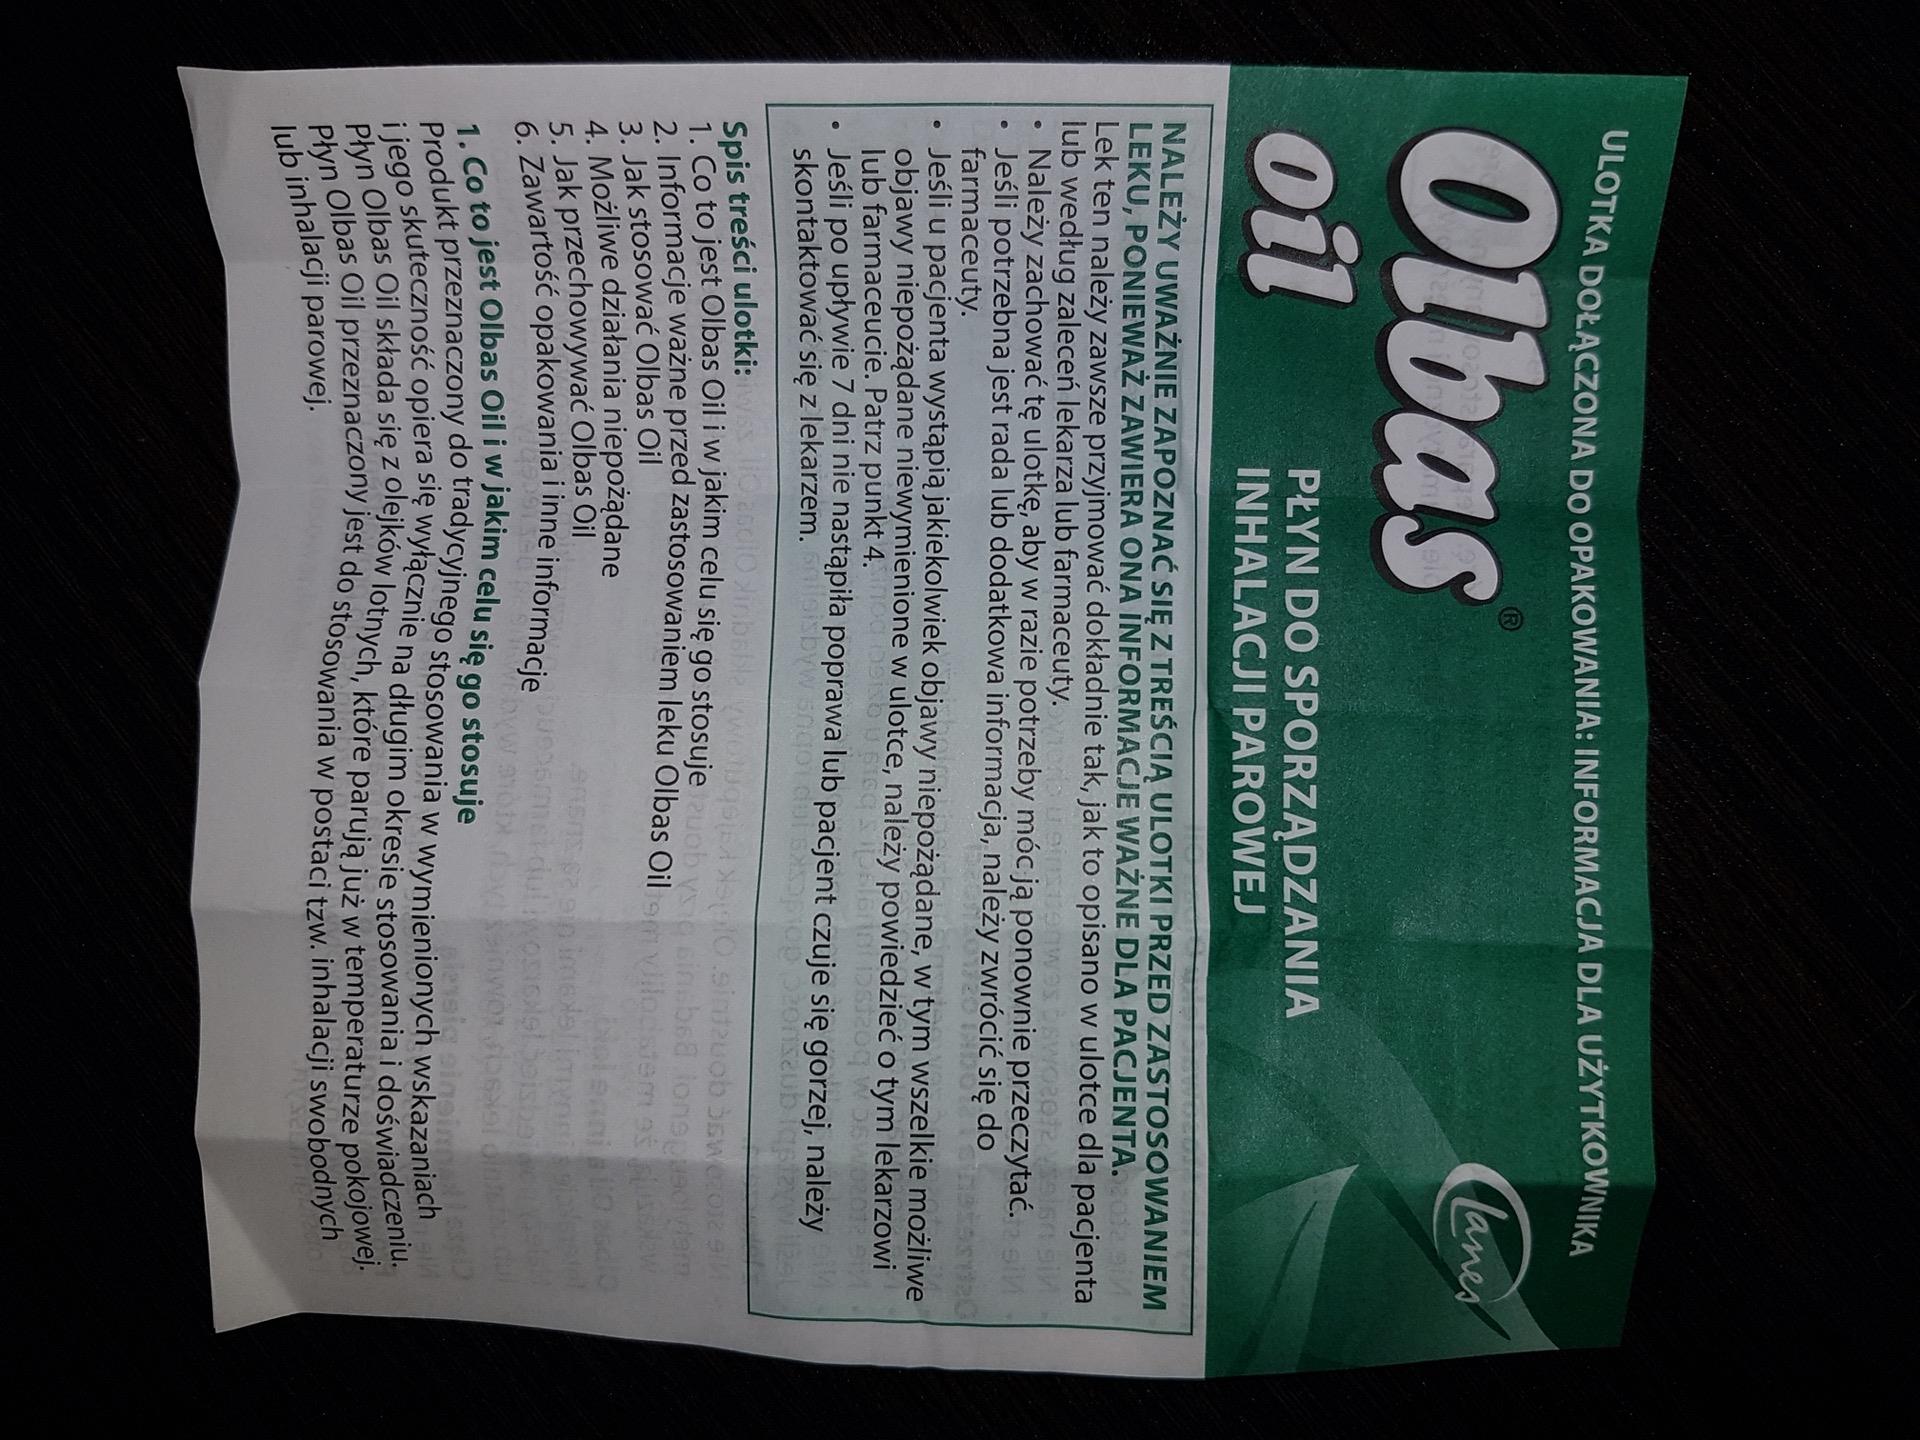 ULOTKA DOŁĄCZONA DO OPAKOWANIA: INFORMACJA DLA UŻYTKOWNIKA
Olbas®
oil
PŁYN DO SPORZĄDZANIA
INHALACJI PAROWEJ
Lanes
NALEŻY UWAŻNIE ZAPOZNAĆ SIĘ Z TREŚCIĄ ULOTKI PRZED ZASTOSOWANIEM
LEKU, PONIEWAŻ ZAWIERA ONA INFORMACJE WAŻNE DLA PACJENTA.
Lek ten należy zawsze przyjmować dokładnie tak, jak to opisano w ulotce dla pacjenta
lub według zaleceń lekarza lub farmaceuty.
• Należy zachować tę ulotkę, aby w razie potrzeby móc ją ponownie przeczytać.
• Jeśli potrzebna jest rada lub dodatkowa informacja, należy zwrócić się do
farmaceuty.
• Jeśli u pacjenta wystąpią jakiekolwiek objawy niepożądane, w tym wszelkie możliwe
objawy niepożądane niewymienione w ulotce, należy powiedzieć o tym lekarzowi
lub farmaceucie. Patrz punkt 4.
• Jeśli po upływie 7 dni nie nastąpiła poprawa lub pacjent czuje się gorzej, należy
skontaktować się z lekarzem.
Spis treści ulotki:
1. Co to jest Olbas Oil i w jakim celu się go stosuje
2. Informacje ważne przed zastosowaniem leku Olbas Oil
3. Jak stosować Olbas Oil
4. Możliwe działania niepożądane
5. Jak przechowywać Olbas Oil
6. Zawartość opakowania i inne informacje
1. Co to jest Olbas Oil i w jakim celu się go stosuje
Produkt przeznaczony do tradycyjnego stosowania w wymienionych wskazaniach
i jego skuteczność opiera się wyłącznie na długim okresie stosowania i doświadczeniu.
Płyn Olbas Oil składa się z olejków lotnych, które parują już w temperaturze pokojowej.
Płyn Olbas Oil przeznaczony jest do stosowania w postaci tzw. inhalacji swobodnych
lub inhalacji parowej.